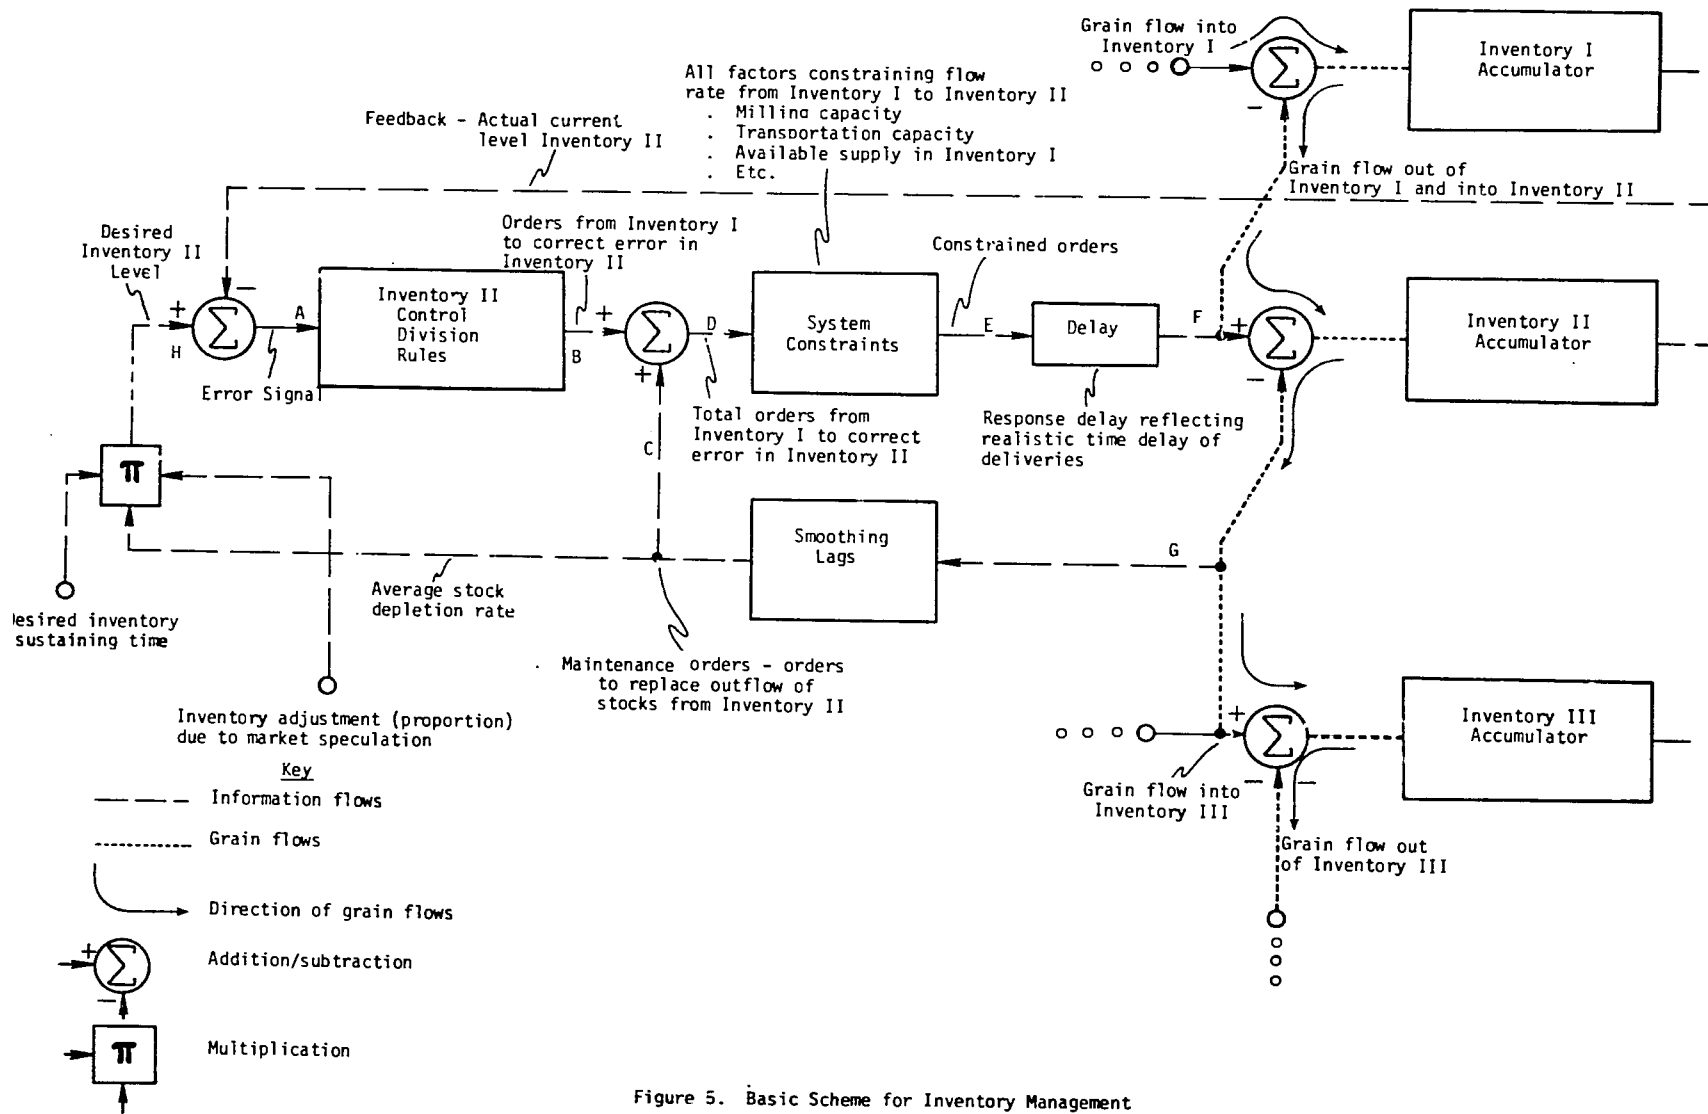 Grain flow into
Inventory I
Σ
−
Inventory I
Accumulator
All factors constraining flow
rate from Inventory I to Inventory II
. Milling capacity
. Transportation capacity
. Available supply in Inventory I
. Etc.
Feedback - Actual current
level Inventory II
Grain flow out of
Inventory I and into Inventory II
Desired
Inventory II
Level
+
−
H
Σ
A
Error Signal
Inventory II
Control
Division
Rules
Orders from Inventory I
to correct error in
Inventory II
B
+
Σ
+
C
D
Total orders from
Inventory I to correct
error in Inventory II
System
Constraints
Constrained orders
E
Delay
Response delay reflecting
realistic time delay of
deliveries
F
+
Σ
−
Inventory II
Accumulator
π
Smoothing
Lags
G
Average stock
depletion rate
esired inventory
sustaining time
Maintenance orders - orders
to replace outflow of
stocks from Inventory II
Inventory adjustment (proportion)
due to market speculation
+
Σ
−
Grain flow into
Inventory III
Inventory III
Accumulator
Grain flow out
of Inventory III
Key
Information flows
Grain flows
Direction of grain flows
+
Σ
−
Addition/subtraction
π
Multiplication
Figure 5. Basic Scheme for Inventory Management